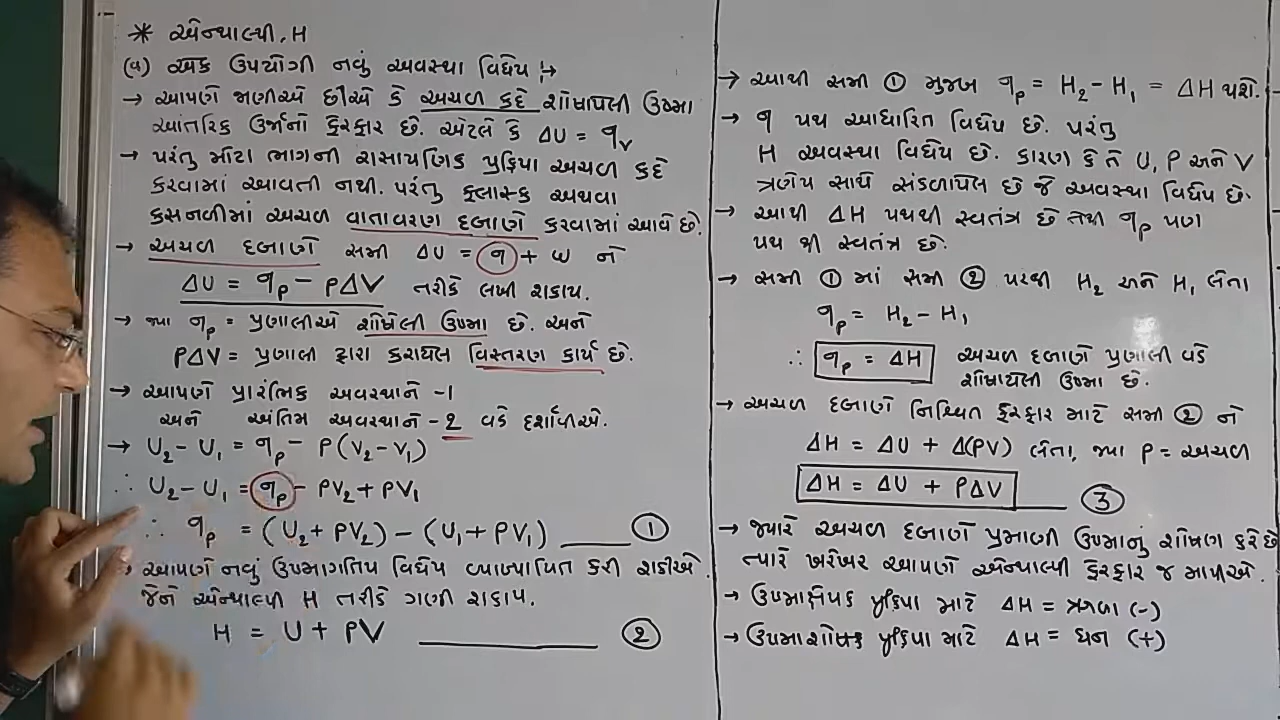 * એન્થાલ્પી, H
(બ) એક ઉપયોગી નવું અવસ્થા વિધેય :→
→ આપણે જાણીએ છીએ કે અચળ કદે શોષાયેલી ઉષ્મા
આંતરિક ઉર્જાનો ફેરફાર છે. એટલે કે ΔU = qᵥ
→ પરંતુ મોટા ભાગની રાસાયણિક પ્રક્રિયા અચળ કદે
કરવામાં આવતી નથી. પરંતુ ફ્લાસ્ક અથવા
કસનળીમાં અચળ વાતાવરણ દબાણે કરવામાં આવે છે.
→ અચળ દબાણે સમી ΔU = q + w ને
ΔU = qₚ - PΔV તરીકે લખી શકાય.
→ જ્યાં qₚ = પ્રણાલીએ શોષેલી ઉષ્મા છે. અને
PΔV = પ્રણાલી દ્વારા કરાયેલ વિસ્તરણ કાર્ય છે.
→ આપણે પ્રારંભિક અવસ્થાને -1
અને અંતિમ અવસ્થાને - 2 વડે દર્શાવીએ.
→ U₂ - U₁ = qₚ - P(V₂ - V₁)
∴ U₂ - U₁ = qₚ - PV₂ + PV₁
∴ qₚ = (U₂ + PV₂) - (U₁ + PV₁) ____ ①
આપણે નવું ઉષ્માગતિય વિધેય વ્યાખ્યાયિત કરી શકીએ.
જેને એન્થાલ્પી H તરીકે ગણી શકાય.
H = U + PV ____ ②
→ આથી સમી ① મુજબ qₚ = H₂ - H₁ = ΔH થશે.
→ q પથ આધારિત વિધેય છે. પરંતુ
H અવસ્થા વિધેય છે. કારણ કે તે U, P અને V
ત્રણેય સાથે સંકળાયેલ છે જે અવસ્થા વિધેય છે.
→ આથી ΔH પથથી સ્વતંત્ર છે તેથી qₚ પણ
પથ થી સ્વતંત્ર છે.
→ સમી ① માં સમી ② પરથી H₂ અને H₁ લેતા
qₚ = H₂ - H₁
∴ qₚ = ΔH અચળ દબાણે પ્રણાલી વડે
શોષાયેલી ઉષ્મા છે.
→ અચળ દબાણે નિશ્ચિત ફેરફાર માટે સમી ② ને
ΔH = ΔU + Δ(PV) લેતા, જ્યાં P = અચળ
ΔH = ΔU + PΔV ____ ③
→ જ્યારે અચળ દબાણે પ્રણાલી ઉષ્માનું શોષણ કરે છે
ત્યારે ખરેખર આપણે એન્થાલ્પી ફેરફાર જ માપીએ.
→ ઉષ્માક્ષેપક પ્રક્રિયા માટે ΔH = ઋણ (-)
→ ઉષ્માશોષક પ્રક્રિયા માટે ΔH = ધન (+)